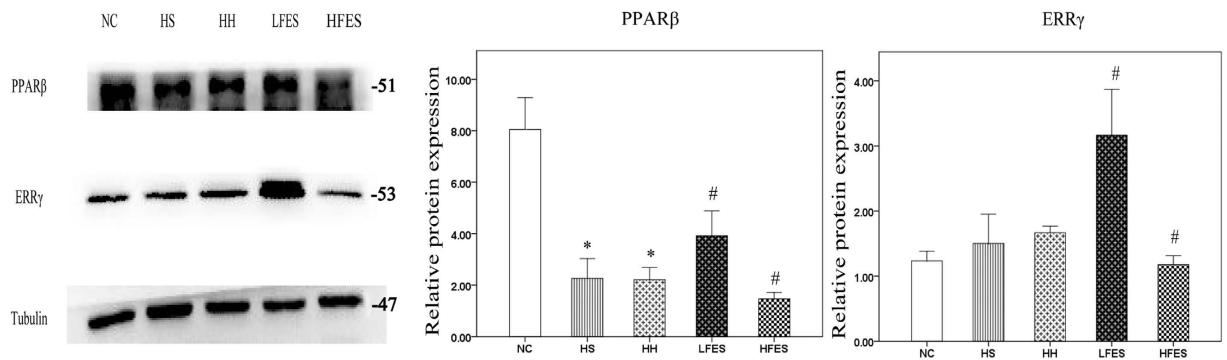 NC HS HH LFES HFES
PPARβ -51
ERRγ -53
Tubulin -47
PPARβ
Relative protein expression
10.00
8.00
6.00
4.00
2.00
0.00
* * # #
NC HS HH LFES HFES
ERRγ
Relative protein expression
4.00
3.00
2.00
1.00
0.00
# #
NC HS HH LFES HFES